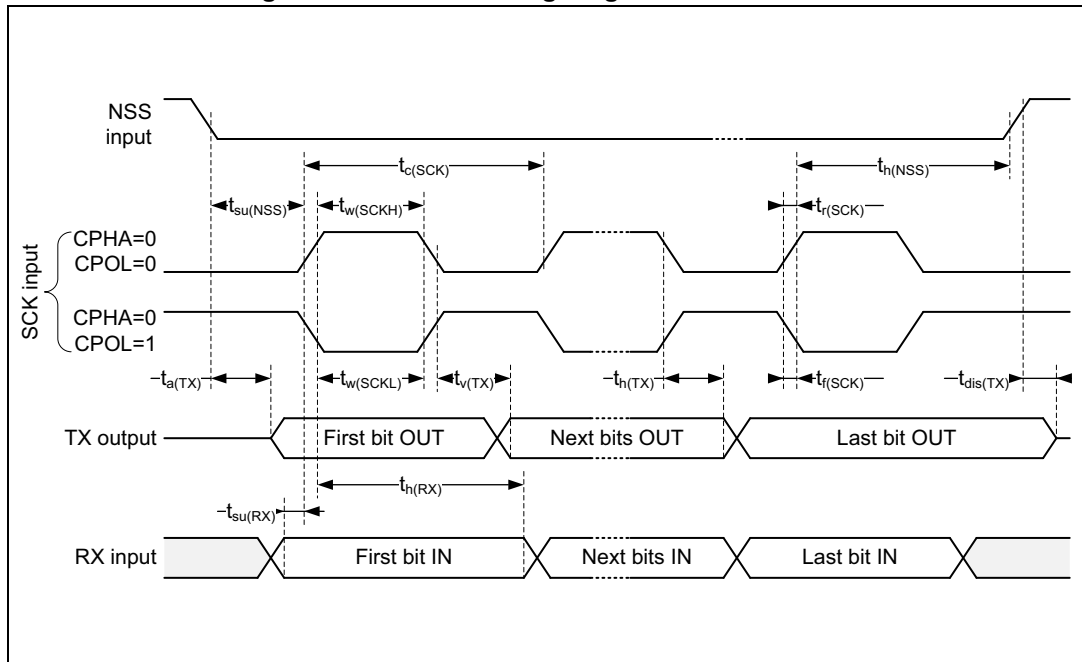 NSS
input
tc(SCK)
th(NSS)
tsu(NSS)
tw(SCKH)
tr(SCK)
SCK input
CPHA=0
CPOL=0
CPHA=0
CPOL=1
ta(TX)
tw(SCKL)
tv(TX)
th(TX)
tf(SCK)
tdis(TX)
TX output
First bit OUT
Next bits OUT
Last bit OUT
th(RX)
tsu(RX)
RX input
First bit IN
Next bits IN
Last bit IN